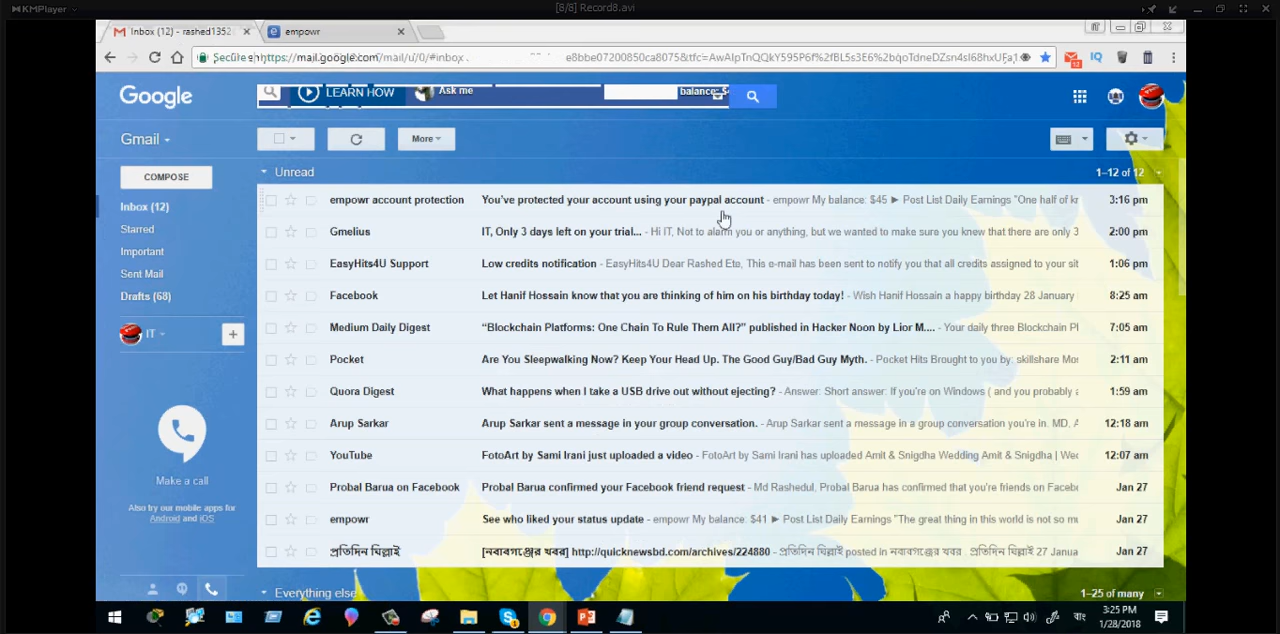 KMPlayer
[8/8] Record8.avi
Inbox (12) - rashed1352
empowr
Secure
https://mail.google.com/mail/u/0/#inbox
Google
LEARN HOW
Ask me
balance: $4
Gmail
More
COMPOSE
Unread
1–12 of 12
Inbox (12)
Starred
Important
Sent Mail
Drafts (68)
IT
Make a call
Also try our mobile apps for
Android and iOS
empowr account protection You've protected your account using your paypal account - empowr My balance: $45 ► Post List Daily Earnings "One half of kr 3:16 pm
Gmelius IT, Only 3 days left on your trial... - Hi IT, Not to alarm you or anything, but we wanted to make sure you knew that there are only 3 2:00 pm
EasyHits4U Support Low credits notification - EasyHits4U Dear Rashed Ete, This e-mail has been sent to notify you that all credits assigned to your sit 1:06 pm
Facebook Let Hanif Hossain know that you are thinking of him on his birthday today! - Wish Hanif Hossain a happy birthday 28 January 8:25 am
Medium Daily Digest “Blockchain Platforms: One Chain To Rule Them All?” published in Hacker Noon by Lior M.... - Your daily three Blockchain Pl 7:05 am
Pocket Are You Sleepwalking Now? Keep Your Head Up. The Good Guy/Bad Guy Myth. - Pocket Hits Brought to you by: skillshare Mos 2:11 am
Quora Digest What happens when I take a USB drive out without ejecting? - Answer: Short answer: If you're on Windows ( and you probably a 1:59 am
Arup Sarkar Arup Sarkar sent a message in your group conversation. - Arup Sarkar sent a message in a group conversation you're in. MD. A 12:18 am
YouTube FotoArt by Sami Irani just uploaded a video - FotoArt by Sami Irani has uploaded Amit & Snigdha Wedding Amit & Snigdha | Wed 12:07 am
Probal Barua on Facebook Probal Barua confirmed your Facebook friend request - Md Rashedul, Probal Barua has confirmed that you're friends on Faceb Jan 27
empowr See who liked your status update - empowr My balance: $41 ► Post List Daily Earnings "The great thing in this world is not so mu Jan 27
[নবাবগঞ্জের খবর] http://quicknewsbd.com/archives/224880 - posted in নবাবগঞ্জের খবর . 27 Janua Jan 27
Everything else
1–25 of many
বাং
3:25 PM
1/28/2018